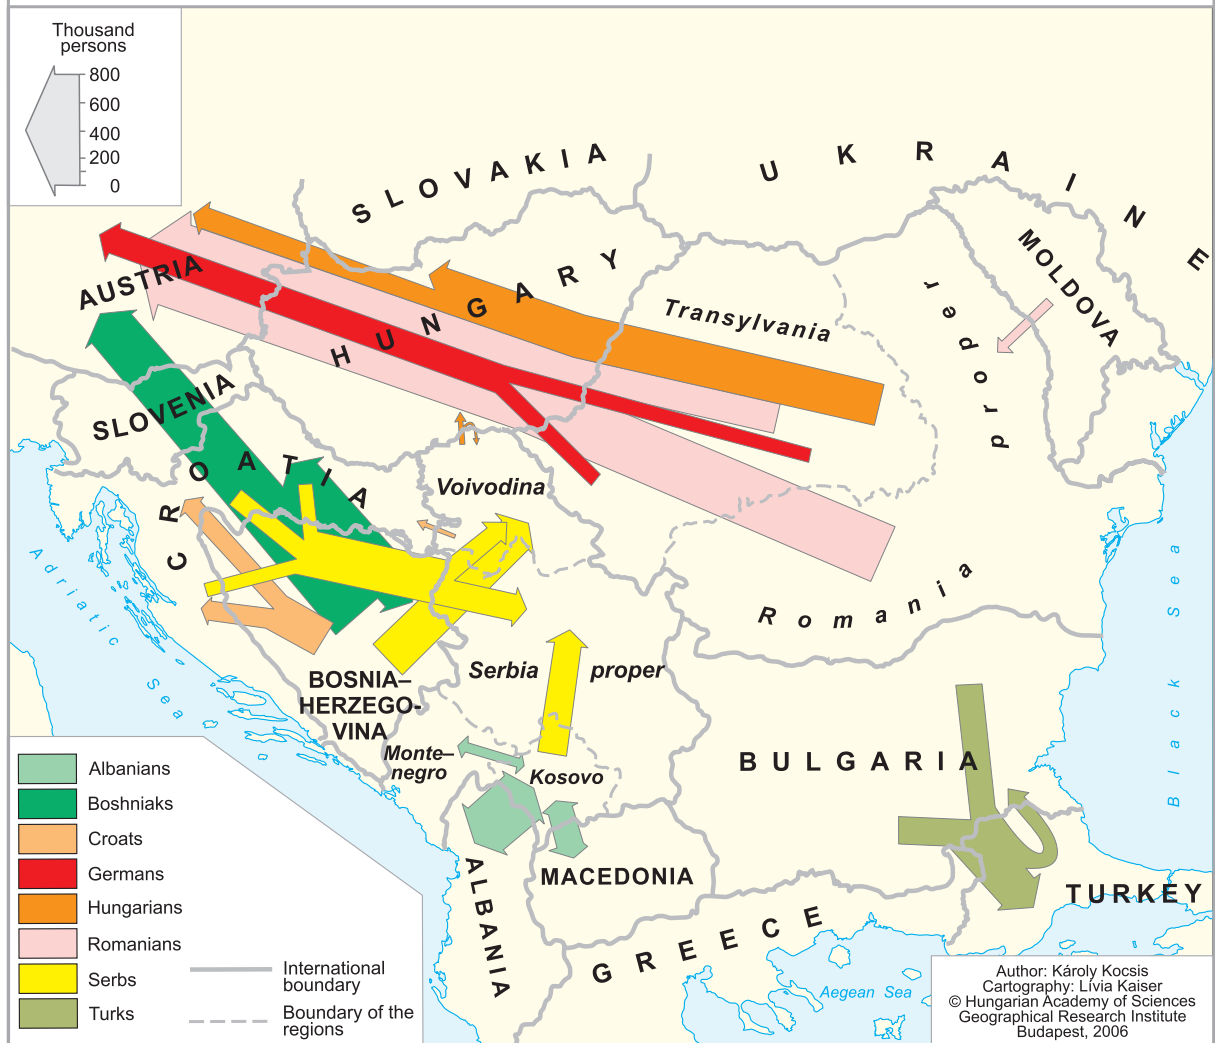 Thousand
persons
800
600
400
200
0
SLOVAKIA
UKRAINE
MOLDOVA
AUSTRIA
HUNGARY
Transylvania
proper
SLOVENIA
CROATIA
Voivodina
Romania
Adriatic Sea
Black Sea
BOSNIA–
HERZEGO-
VINA
Serbia proper
Monte–
negro
Kosovo
BULGARIA
MACEDONIA
ALBANIA
GREECE
TURKEY
Aegean Sea
Albanians
Boshniaks
Croats
Germans
Hungarians
Romanians
Serbs
Turks
International
boundary
Boundary of the
regions
Author: Károly Kocsis
Cartography: Lívia Kaiser
© Hungarian Academy of Sciences
Geographical Research Institute
Budapest, 2006